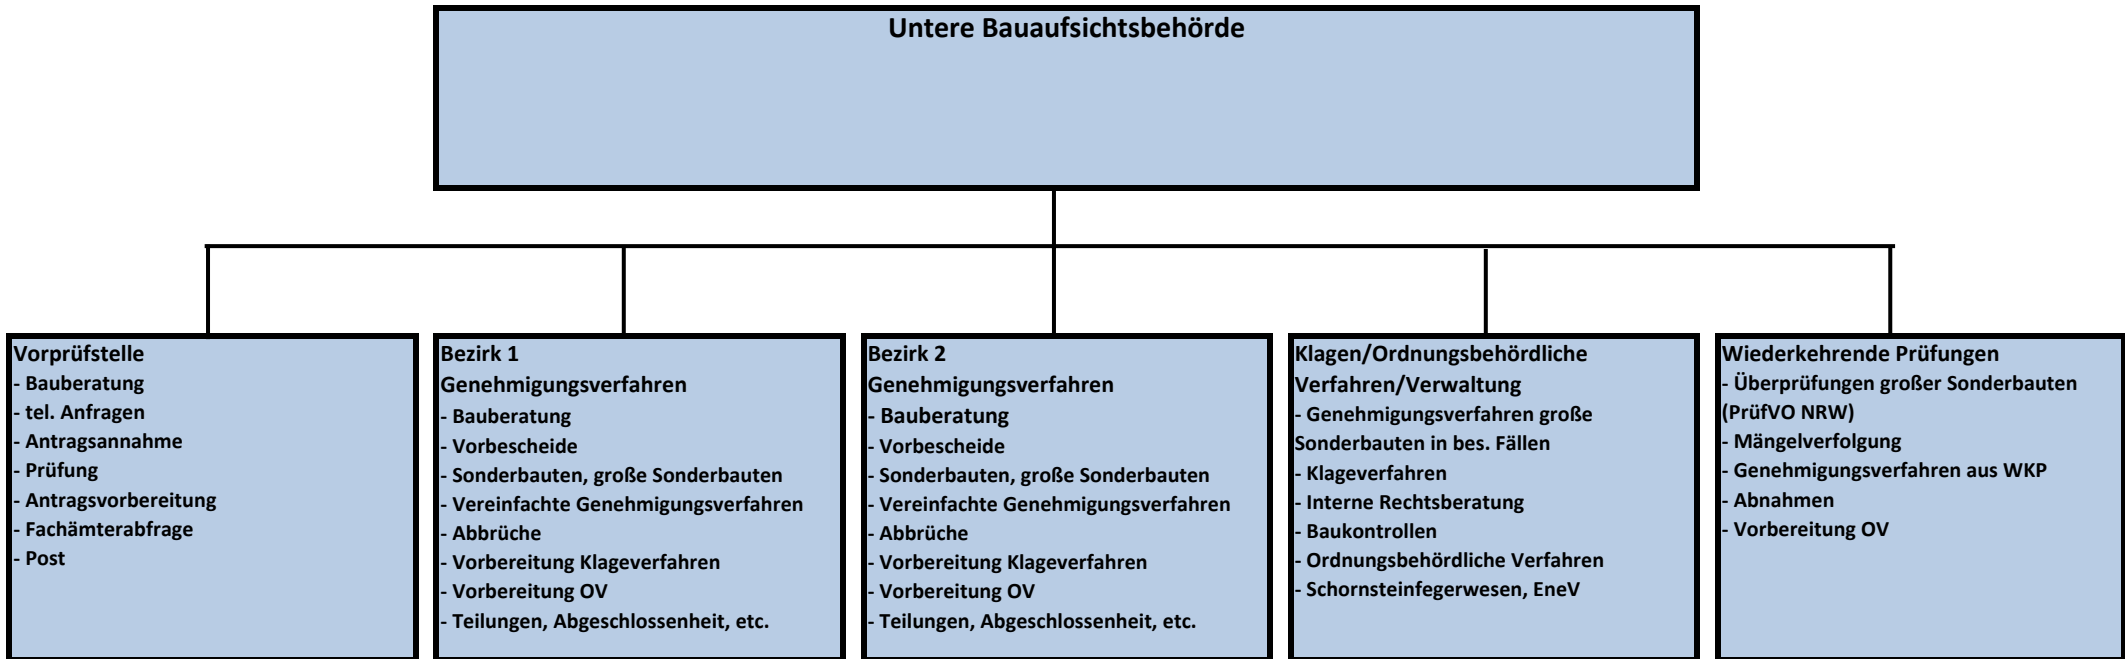 Untere Bauaufsichtsbehörde
Vorprüfstelle
- Bauberatung
- tel. Anfragen
- Antragsannahme
- Prüfung
- Antragsvorbereitung
- Fachämterabfrage
- Post
Bezirk 1
Genehmigungsverfahren
- Bauberatung
- Vorbescheide
- Sonderbauten, große Sonderbauten
- Vereinfachte Genehmigungsverfahren
- Abbrüche
- Vorbereitung Klageverfahren
- Vorbereitung OV
- Teilungen, Abgeschlossenheit, etc.
Bezirk 2
Genehmigungsverfahren
- Bauberatung
- Vorbescheide
- Sonderbauten, große Sonderbauten
- Vereinfachte Genehmigungsverfahren
- Abbrüche
- Vorbereitung Klageverfahren
- Vorbereitung OV
- Teilungen, Abgeschlossenheit, etc.
Klagen/Ordnungsbehördliche
Verfahren/Verwaltung
- Genehmigungsverfahren große
Sonderbauten in bes. Fällen
- Klageverfahren
- Interne Rechtsberatung
- Baukontrollen
- Ordnungsbehördliche Verfahren
- Schornsteinfegerwesen, EneV
Wiederkehrende Prüfungen
- Überprüfungen großer Sonderbauten
(PrüfVO NRW)
- Mängelverfolgung
- Genehmigungsverfahren aus WKP
- Abnahmen
- Vorbereitung OV